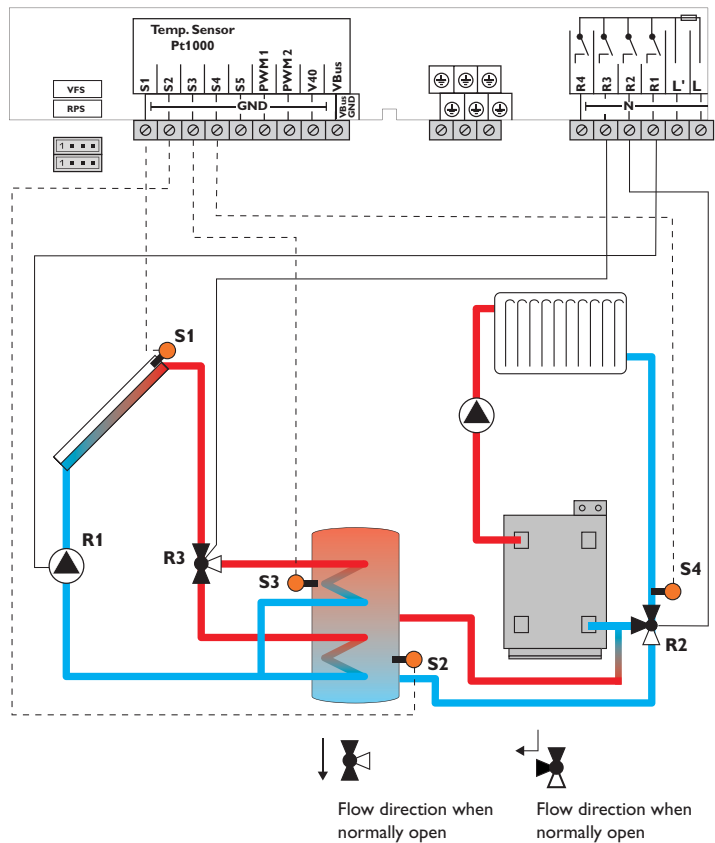 Temp. Sensor
Pt1000
S1
S2
S3
S4
S5
PWM1
PWM2
V40
VBus
GND
VBus
GND
R4
R3
R2
R1
L'
L
N
VFS
RPS
1
1
S1
R1
R3
S3
S2
S4
R2
Flow direction when
normally open
Flow direction when
normally open